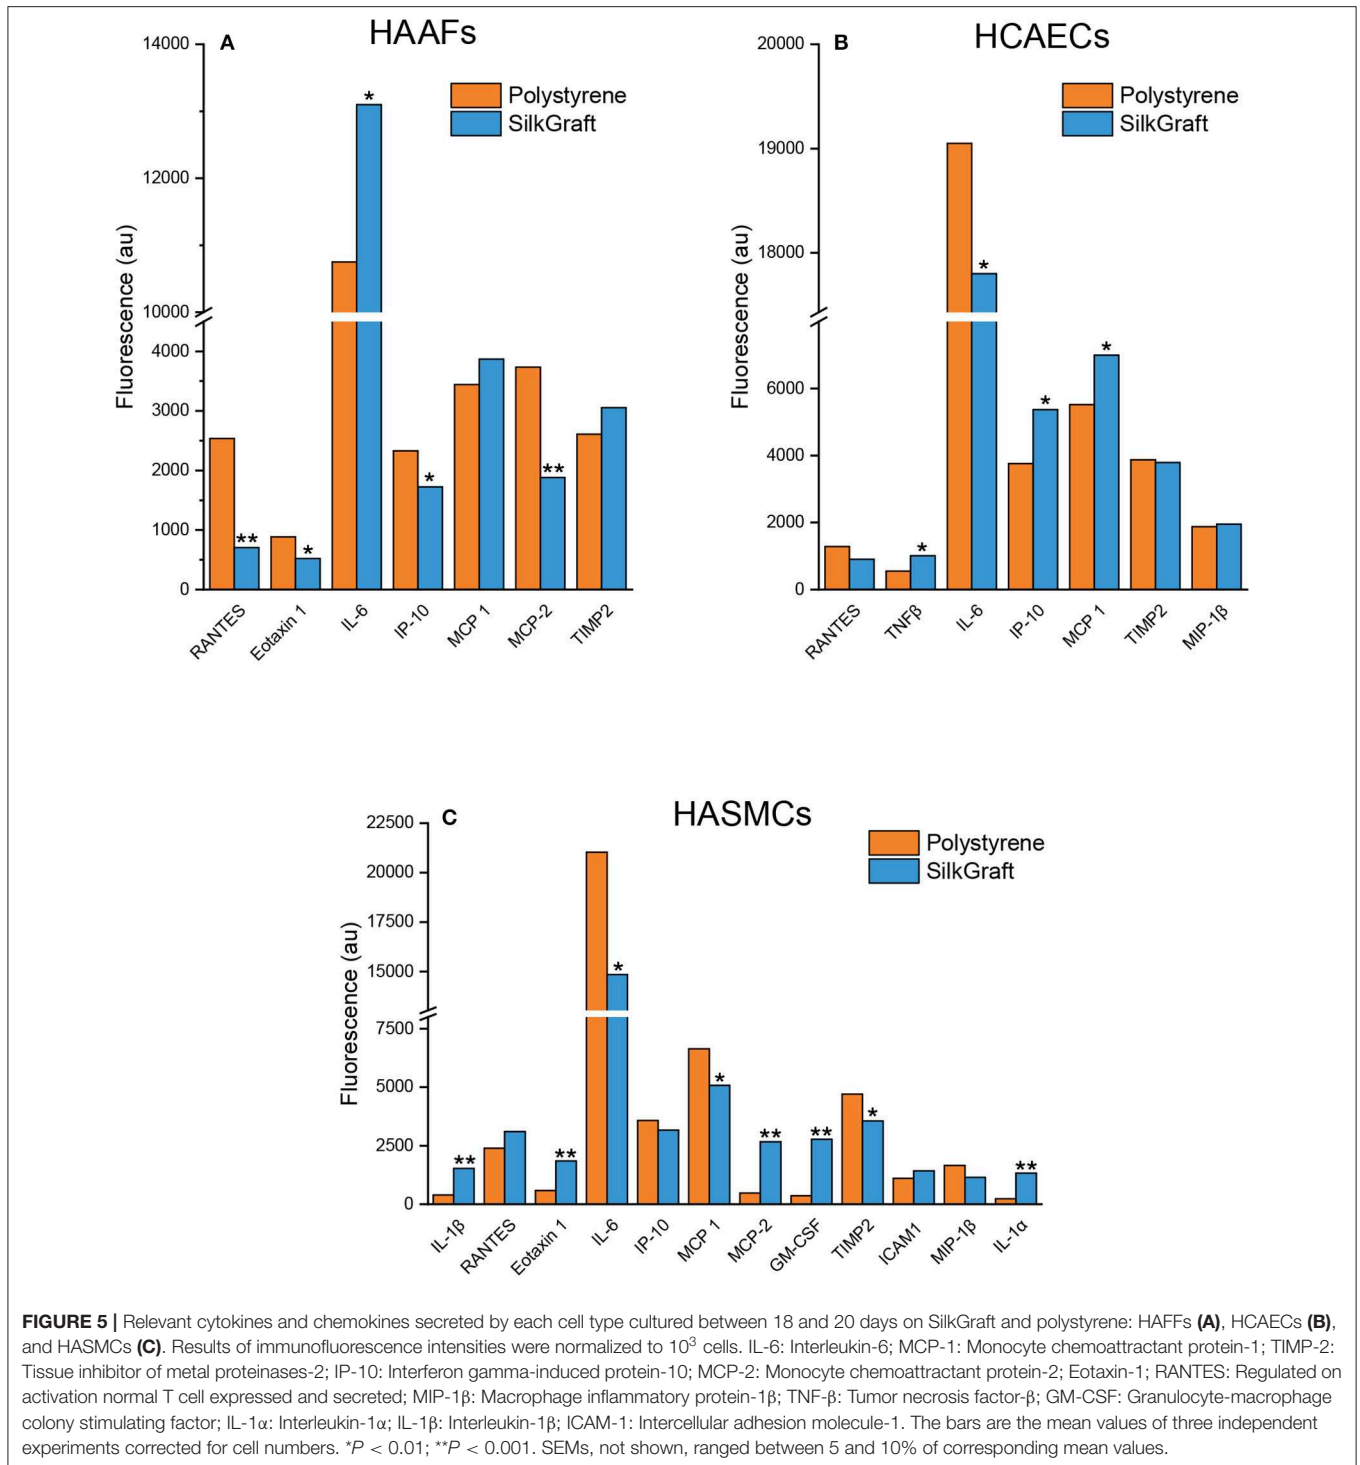 A
HAAFs
Polystyrene
SilkGraft
Fluorescence (au)
14000
12000
10000
4000
3000
2000
1000
0
**
*
*
*
**
RANTES
Eotaxin 1
IL-6
IP-10
MCP 1
MCP-2
TIMP2
B
HCAECs
Polystyrene
SilkGraft
Fluorescence (au)
20000
19000
18000
6000
4000
2000
0
*
*
*
*
RANTES
TNFβ
IL-6
IP-10
MCP 1
TIMP2
MIP-1β
C
HASMCs
Polystyrene
SilkGraft
Fluorescence (au)
22500
20000
17500
15000
7500
5000
2500
0
**
**
*
*
**
**
*
**
IL-1β
RANTES
Eotaxin 1
IL-6
IP-10
MCP 1
MCP-2
GM-CSF
TIMP2
ICAM1
MIP-1β
IL-1α
FIGURE 5 | Relevant cytokines and chemokines secreted by each cell type cultured between 18 and 20 days on SilkGraft and polystyrene: HAFFs (A), HCAECs (B),
and HASMCs (C). Results of immunofluorescence intensities were normalized to 10³ cells. IL-6: Interleukin-6; MCP-1: Monocyte chemoattractant protein-1; TIMP-2:
Tissue inhibitor of metal proteinases-2; IP-10: Interferon gamma-induced protein-10; MCP-2: Monocyte chemoattractant protein-2; Eotaxin-1; RANTES: Regulated on
activation normal T cell expressed and secreted; MIP-1β: Macrophage inflammatory protein-1β; TNF-β: Tumor necrosis factor-β; GM-CSF: Granulocyte-macrophage
colony stimulating factor; IL-1α: Interleukin-1α; IL-1β: Interleukin-1β; ICAM-1: Intercellular adhesion molecule-1. The bars are the mean values of three independent
experiments corrected for cell numbers. *P < 0.01; **P < 0.001. SEMs, not shown, ranged between 5 and 10% of corresponding mean values.